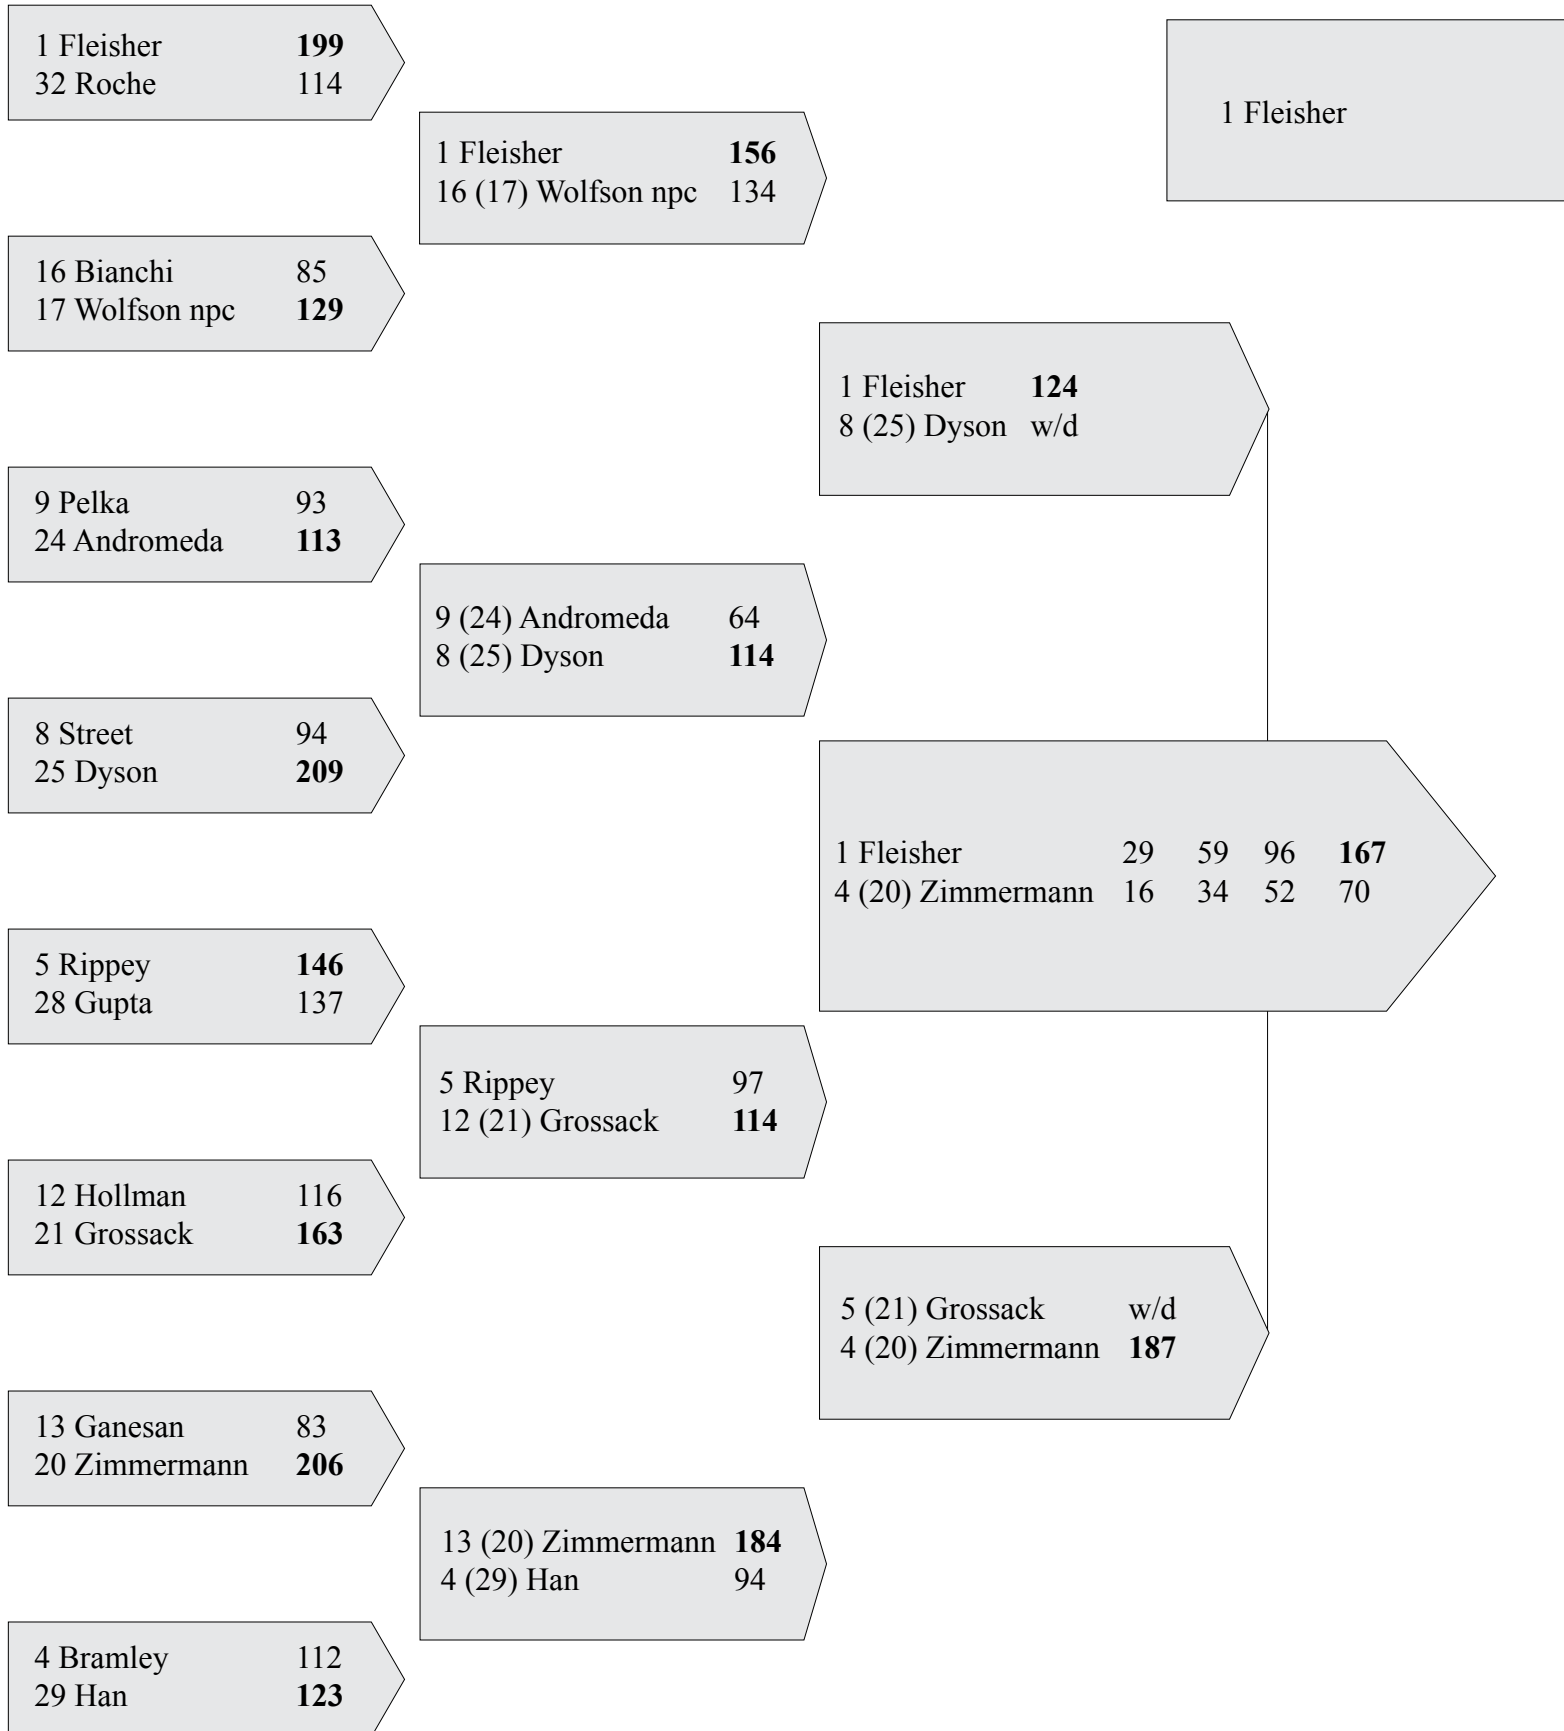 1 Fleisher 199
32 Roche 114
16 Bianchi 85
17 Wolfson npc 129
9 Pelka 93
24 Andromeda 113
8 Street 94
25 Dyson 209
5 Rippey 146
28 Gupta 137
12 Hollman 116
21 Grossack 163
13 Ganesan 83
20 Zimmermann 206
4 Bramley 112
29 Han 123
1 Fleisher 156
16 (17) Wolfson npc 134
9 (24) Andromeda 64
8 (25) Dyson 114
5 Rippey 97
12 (21) Grossack 114
13 (20) Zimmermann 184
4 (29) Han 94
1 Fleisher 124
8 (25) Dyson w/d
1 Fleisher 29 59 96 167
4 (20) Zimmermann 16 34 52 70
5 (21) Grossack w/d
4 (20) Zimmermann 187
1 Fleisher